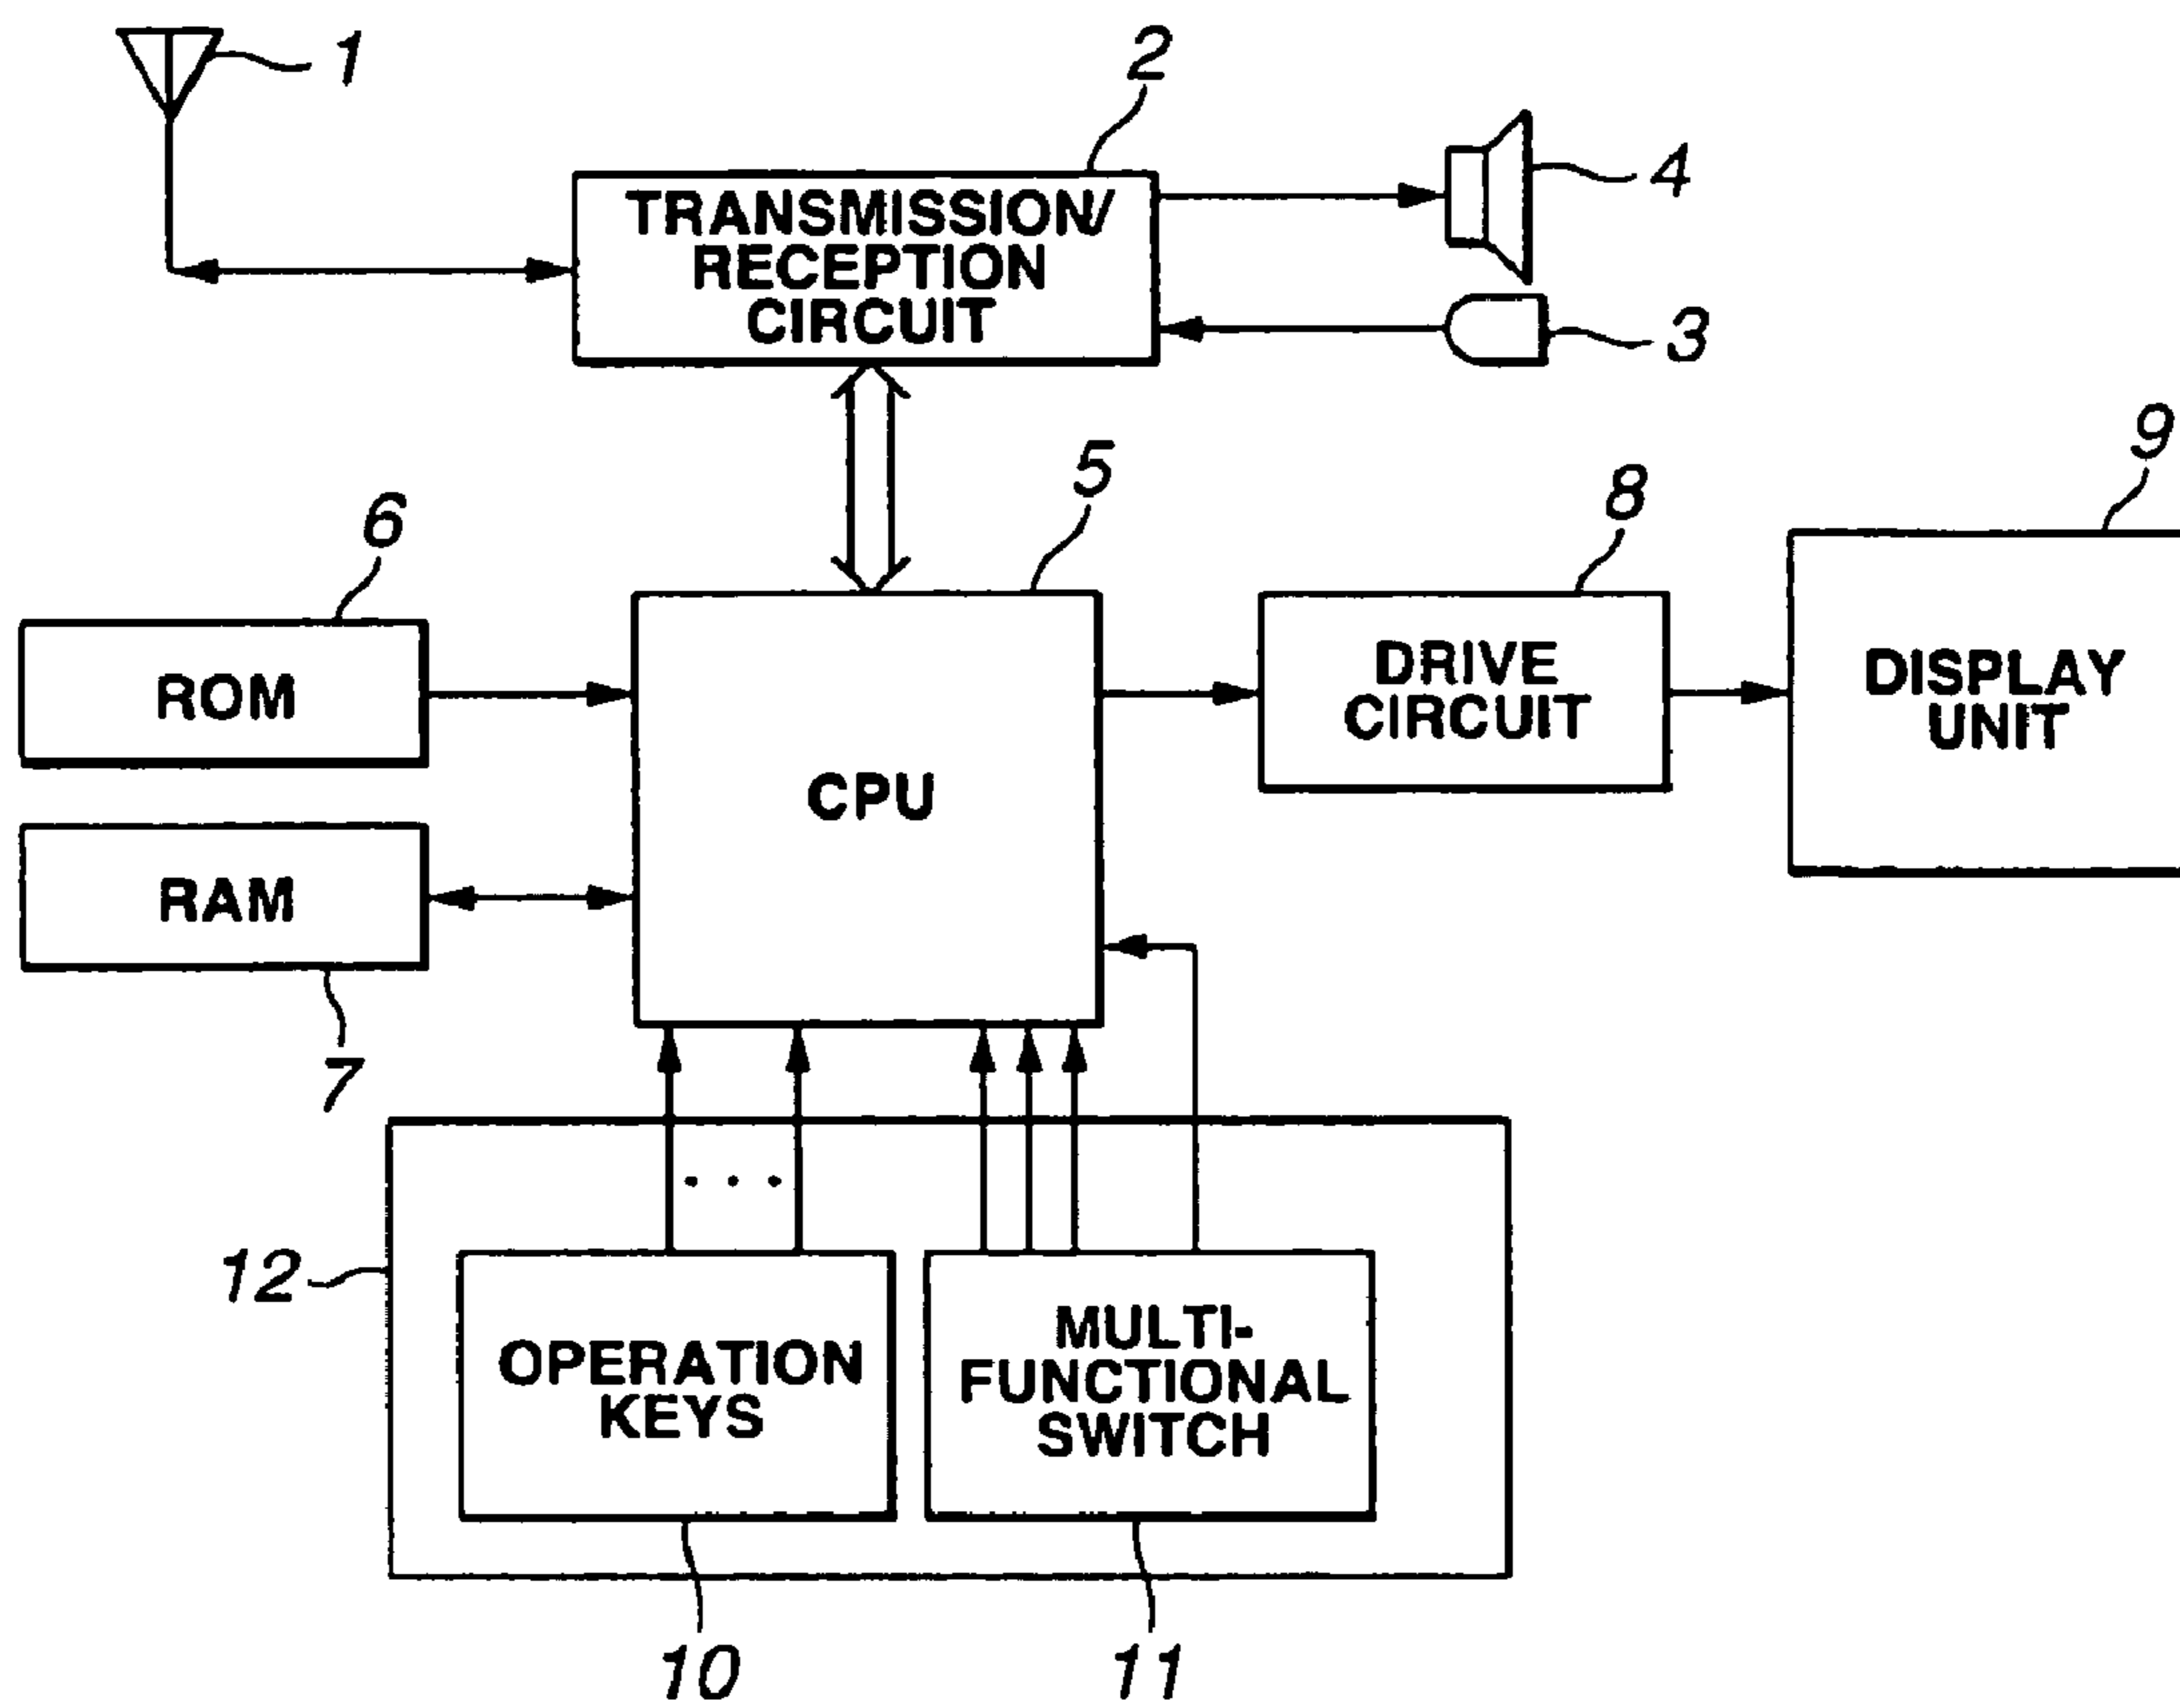 1
2
TRANSMISSION/
RECEPTION
CIRCUIT
4
3
5
6
8
9
ROM
CPU
DRIVE
CIRCUIT
DISPLAY
UNIT
RAM
7
. . .
12
OPERATION
KEYS
MULTI-
FUNCTIONAL
SWITCH
10
11